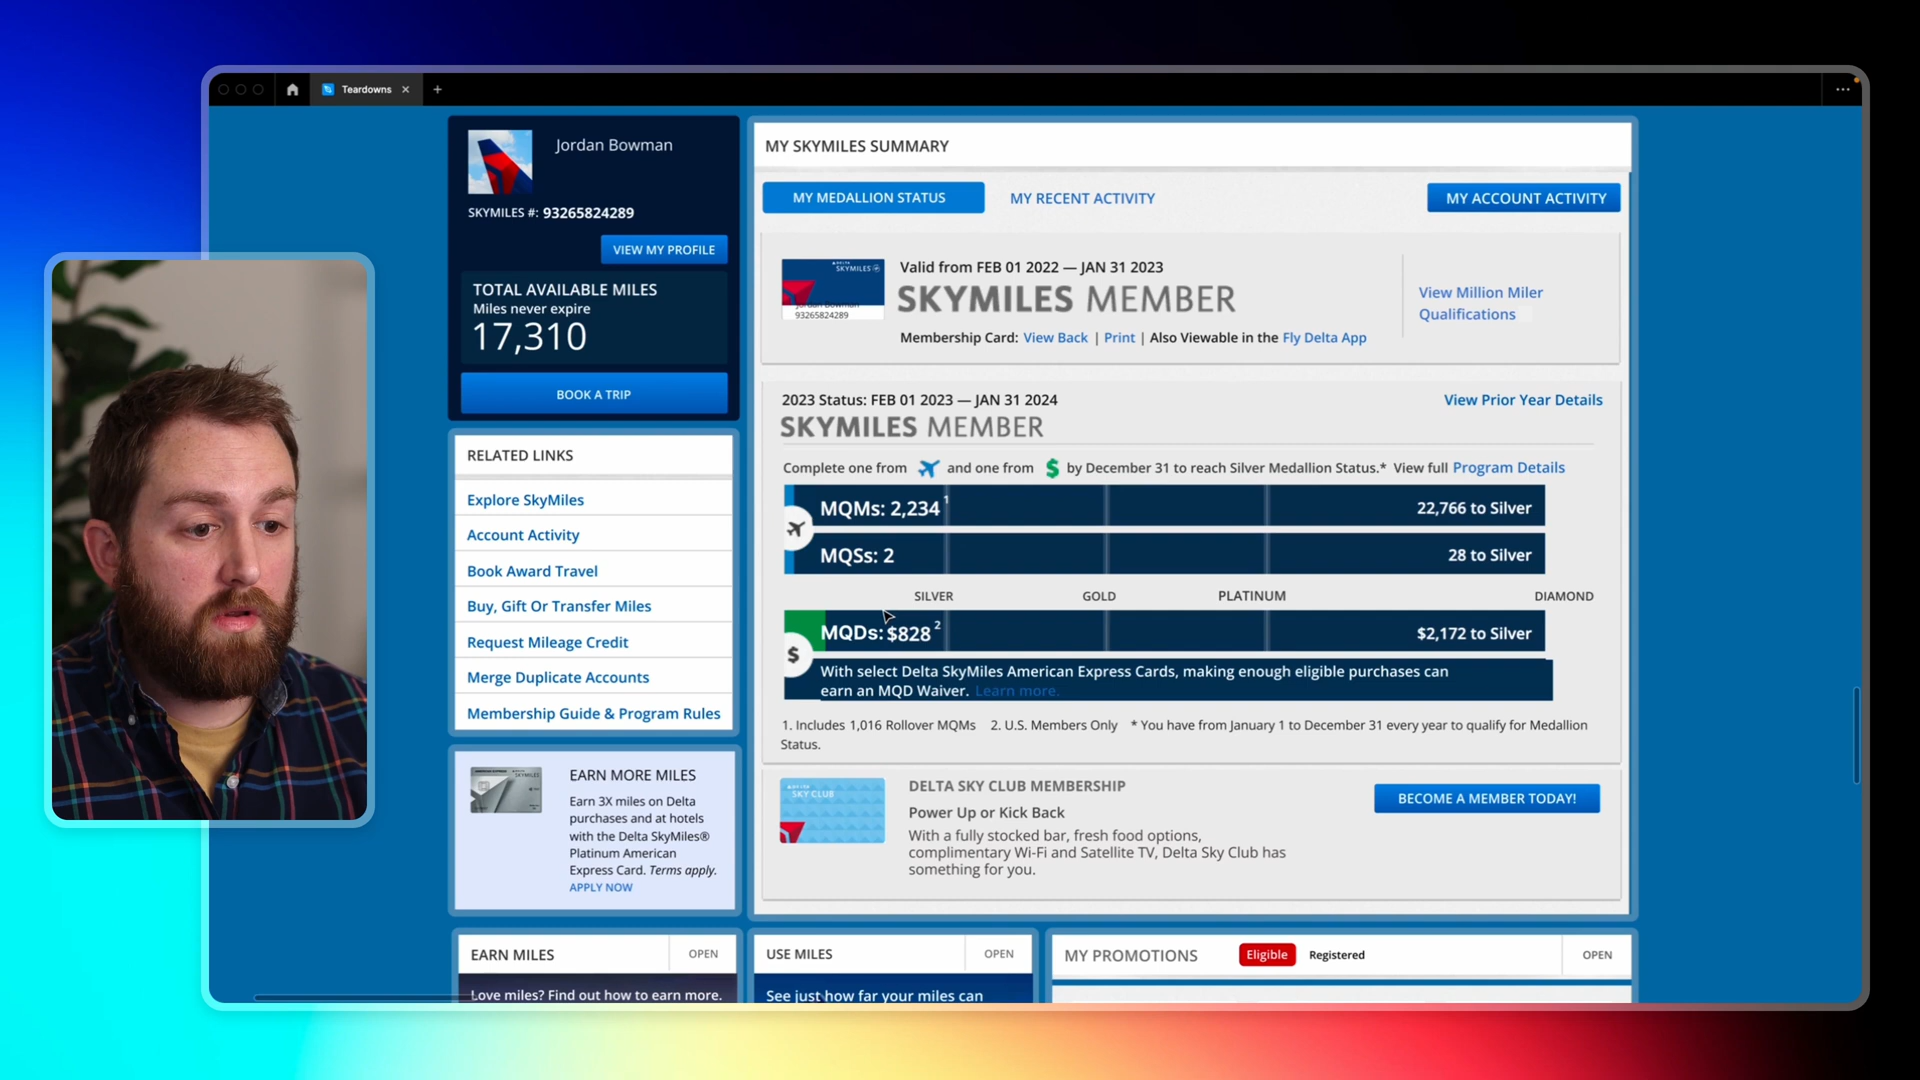 Teardowns
Jordan Bowman
SKYMILES #: 93265824289
VIEW MY PROFILE
TOTAL AVAILABLE MILES
Miles never expire
17,310
BOOK A TRIP
RELATED LINKS
Explore SkyMiles
Account Activity
Book Award Travel
Buy, Gift Or Transfer Miles
Request Mileage Credit
Merge Duplicate Accounts
Membership Guide & Program Rules
EARN MORE MILES
Earn 3X miles on Delta
purchases and at hotels
with the Delta SkyMiles®
Platinum American
Express Card. Terms apply.
APPLY NOW
MY SKYMILES SUMMARY
MY MEDALLION STATUS
MY RECENT ACTIVITY
MY ACCOUNT ACTIVITY
SKYMILES
Jordan Bowman
93265824289
Valid from FEB 01 2022 — JAN 31 2023
SKYMILES MEMBER
Membership Card: View Back | Print | Also Viewable in the Fly Delta App
View Million Miler
Qualifications
2023 Status: FEB 01 2023 — JAN 31 2024
View Prior Year Details
SKYMILES MEMBER
Complete one from and one from $ by December 31 to reach Silver Medallion Status.* View full Program Details
MQMs: 2,234 1
22,766 to Silver
MQSs: 2
28 to Silver
SILVER GOLD PLATINUM DIAMOND
MQDs: $828 2
$2,172 to Silver
$
With select Delta SkyMiles American Express Cards, making enough eligible purchases can
earn an MQD Waiver. Learn more.
1. Includes 1,016 Rollover MQMs 2. U.S. Members Only * You have from January 1 to December 31 every year to qualify for Medallion
Status.
SKY CLUB
DELTA SKY CLUB MEMBERSHIP
Power Up or Kick Back
With a fully stocked bar, fresh food options,
complimentary Wi-Fi and Satellite TV, Delta Sky Club has
something for you.
BECOME A MEMBER TODAY!
EARN MILES OPEN
Love miles? Find out how to earn more.
USE MILES OPEN
See just how far your miles can
MY PROMOTIONS Eligible Registered OPEN